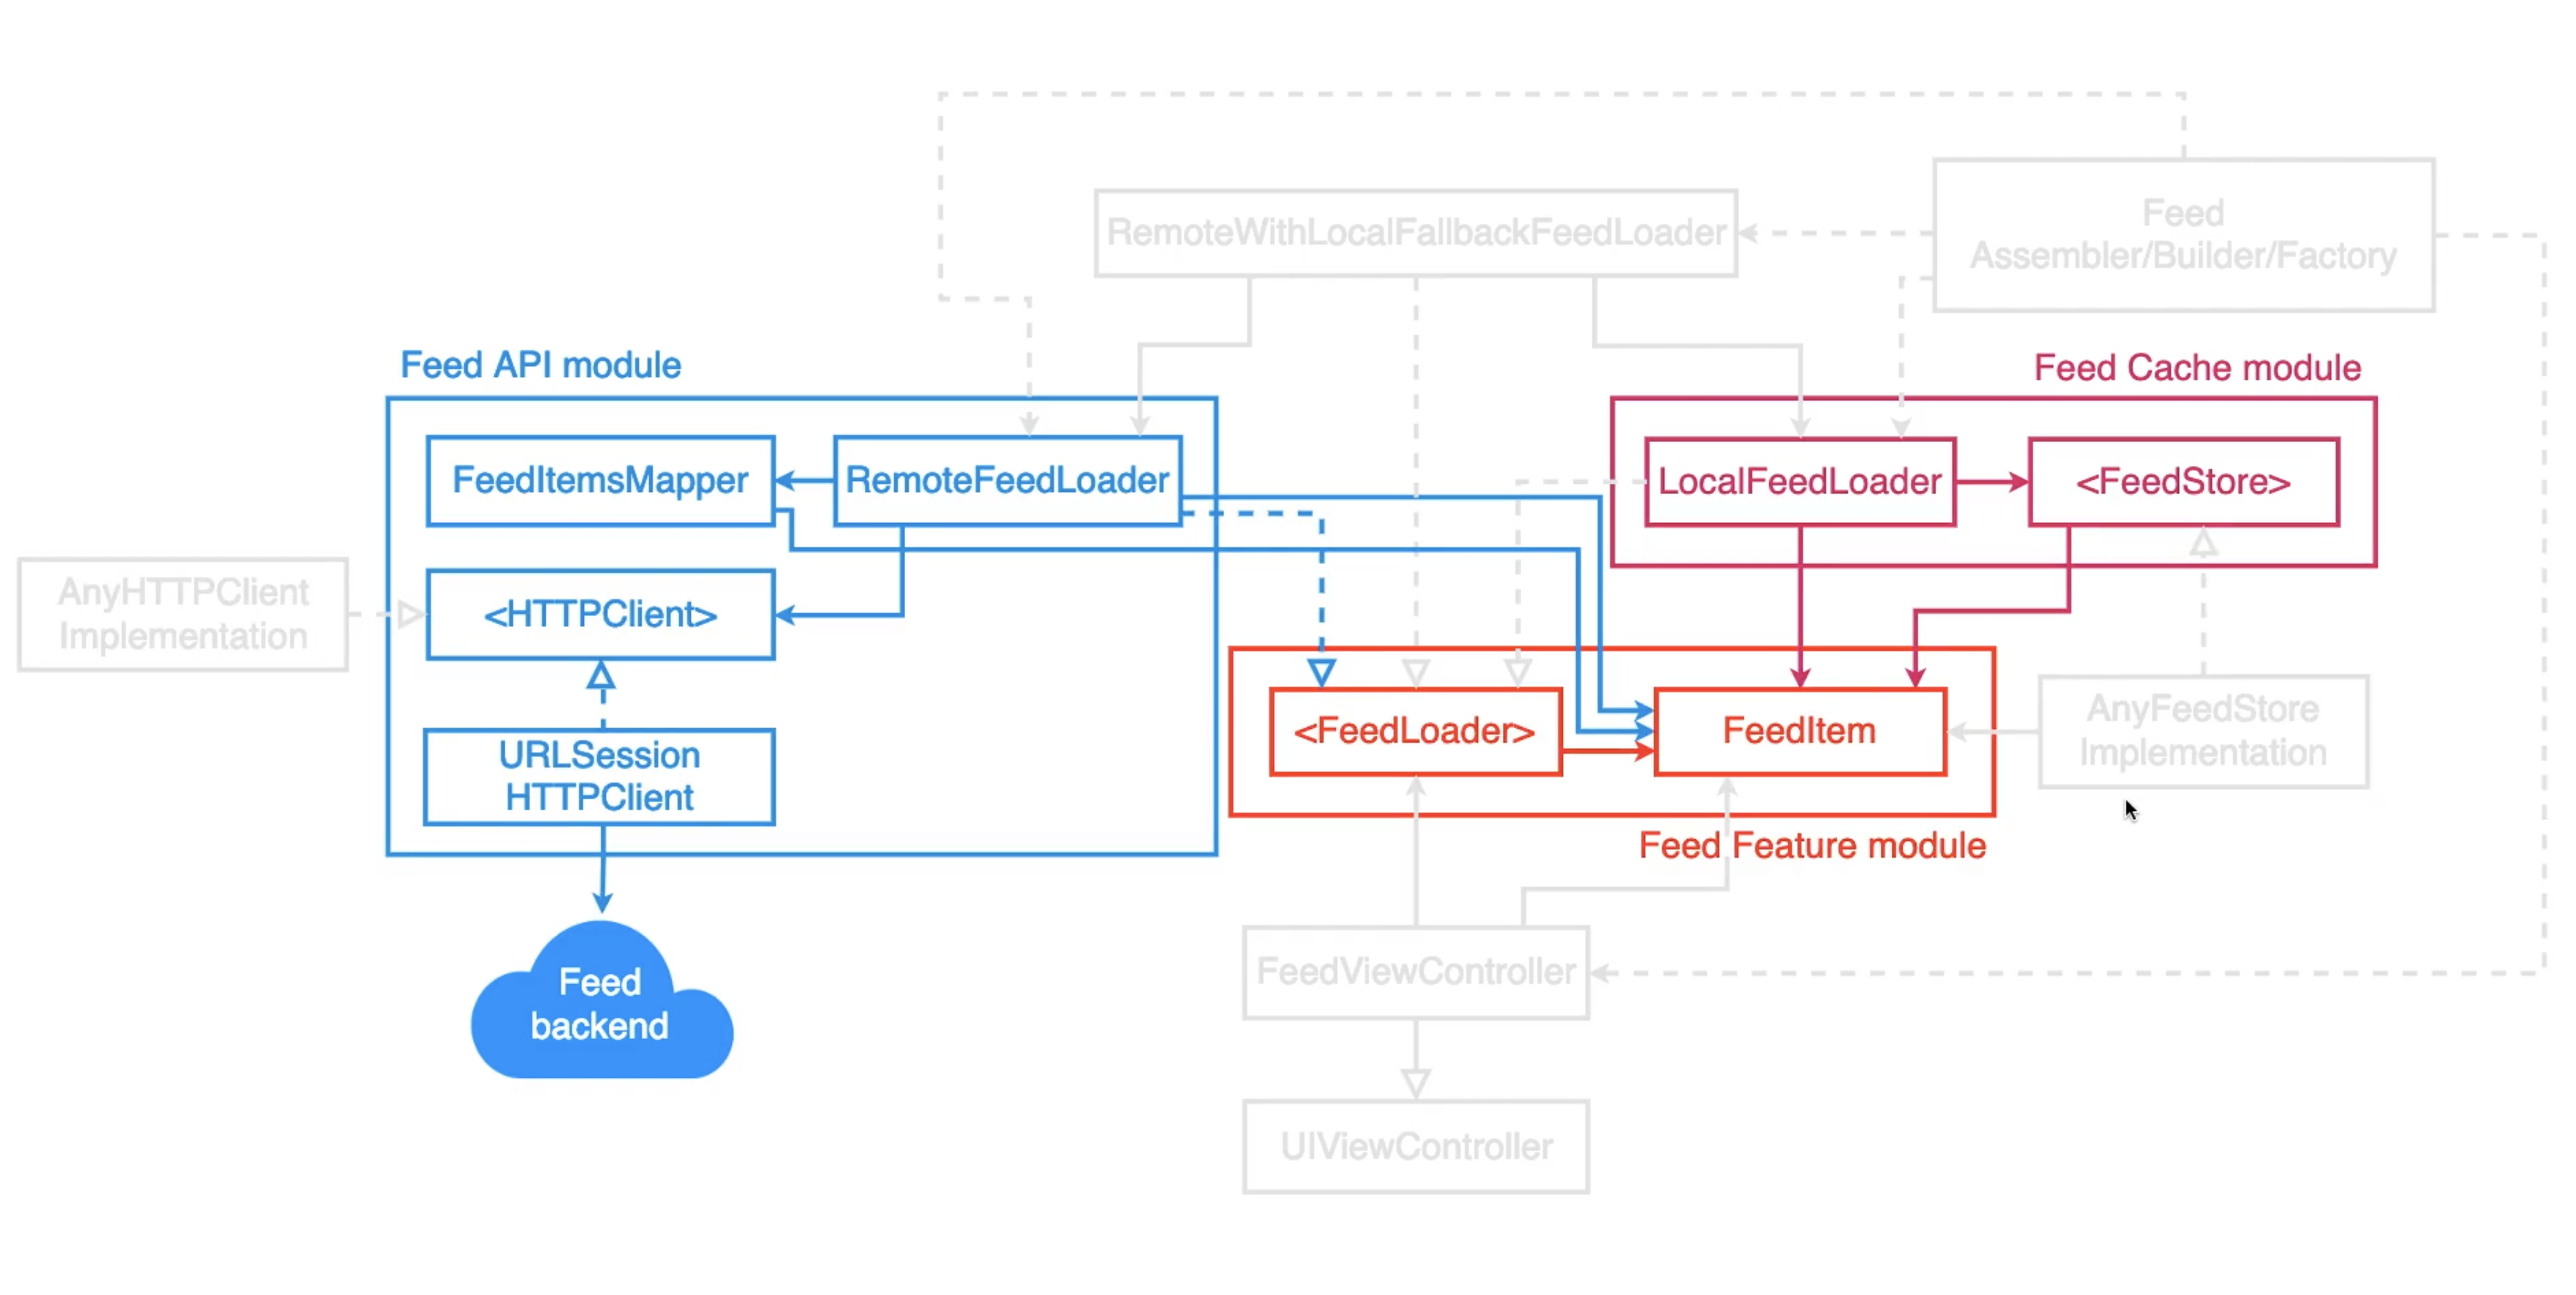 Feed
Assembler/Builder/Factory
RemoteWithLocalFallbackFeedLoader
Feed API module
Feed Cache module
FeedItemsMapper
RemoteFeedLoader
LocalFeedLoader
<FeedStore>
AnyHTTPClient
Implementation
<HTTPClient>
URLSession
HTTPClient
<FeedLoader>
FeedItem
AnyFeedStore
Implementation
Feed Feature module
Feed
backend
FeedViewController
UIViewController